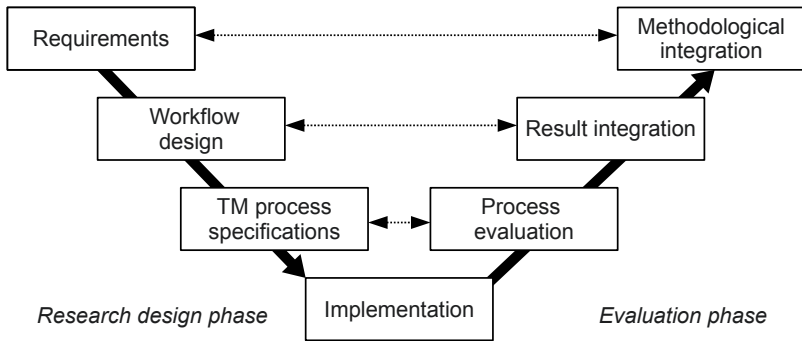 Requirements
Methodological
integration
Workflow
design
Result integration
TM process
specifications
Process
evaluation
Implementation
Research design phase
Evaluation phase